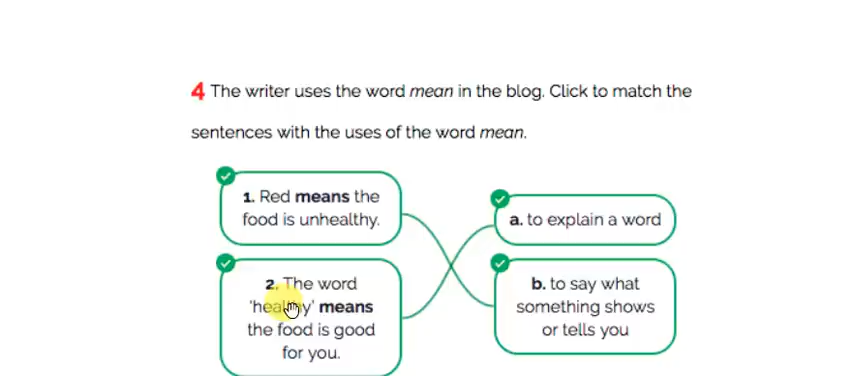 4 The writer uses the word mean in the blog. Click to match the
sentences with the uses of the word mean.
1. Red means the
food is unhealthy.
2. The word
'healthy' means
the food is good
for you.
a. to explain a word
b. to say what
something shows
or tells you